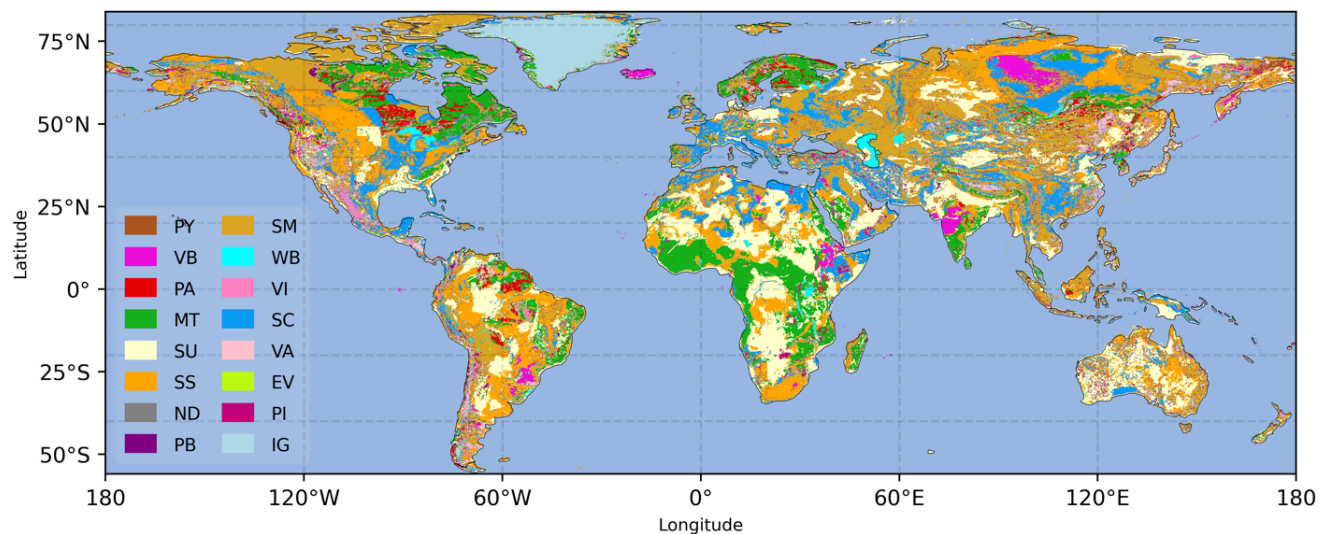 75°N
50°N
25°N
0°
25°S
50°S
Latitude
PY SM
VB WB
PA VI
MT SC
SU VA
SS EV
ND PI
PB IG
180 120°W 60°W 0° 60°E 120°E 180
Longitude